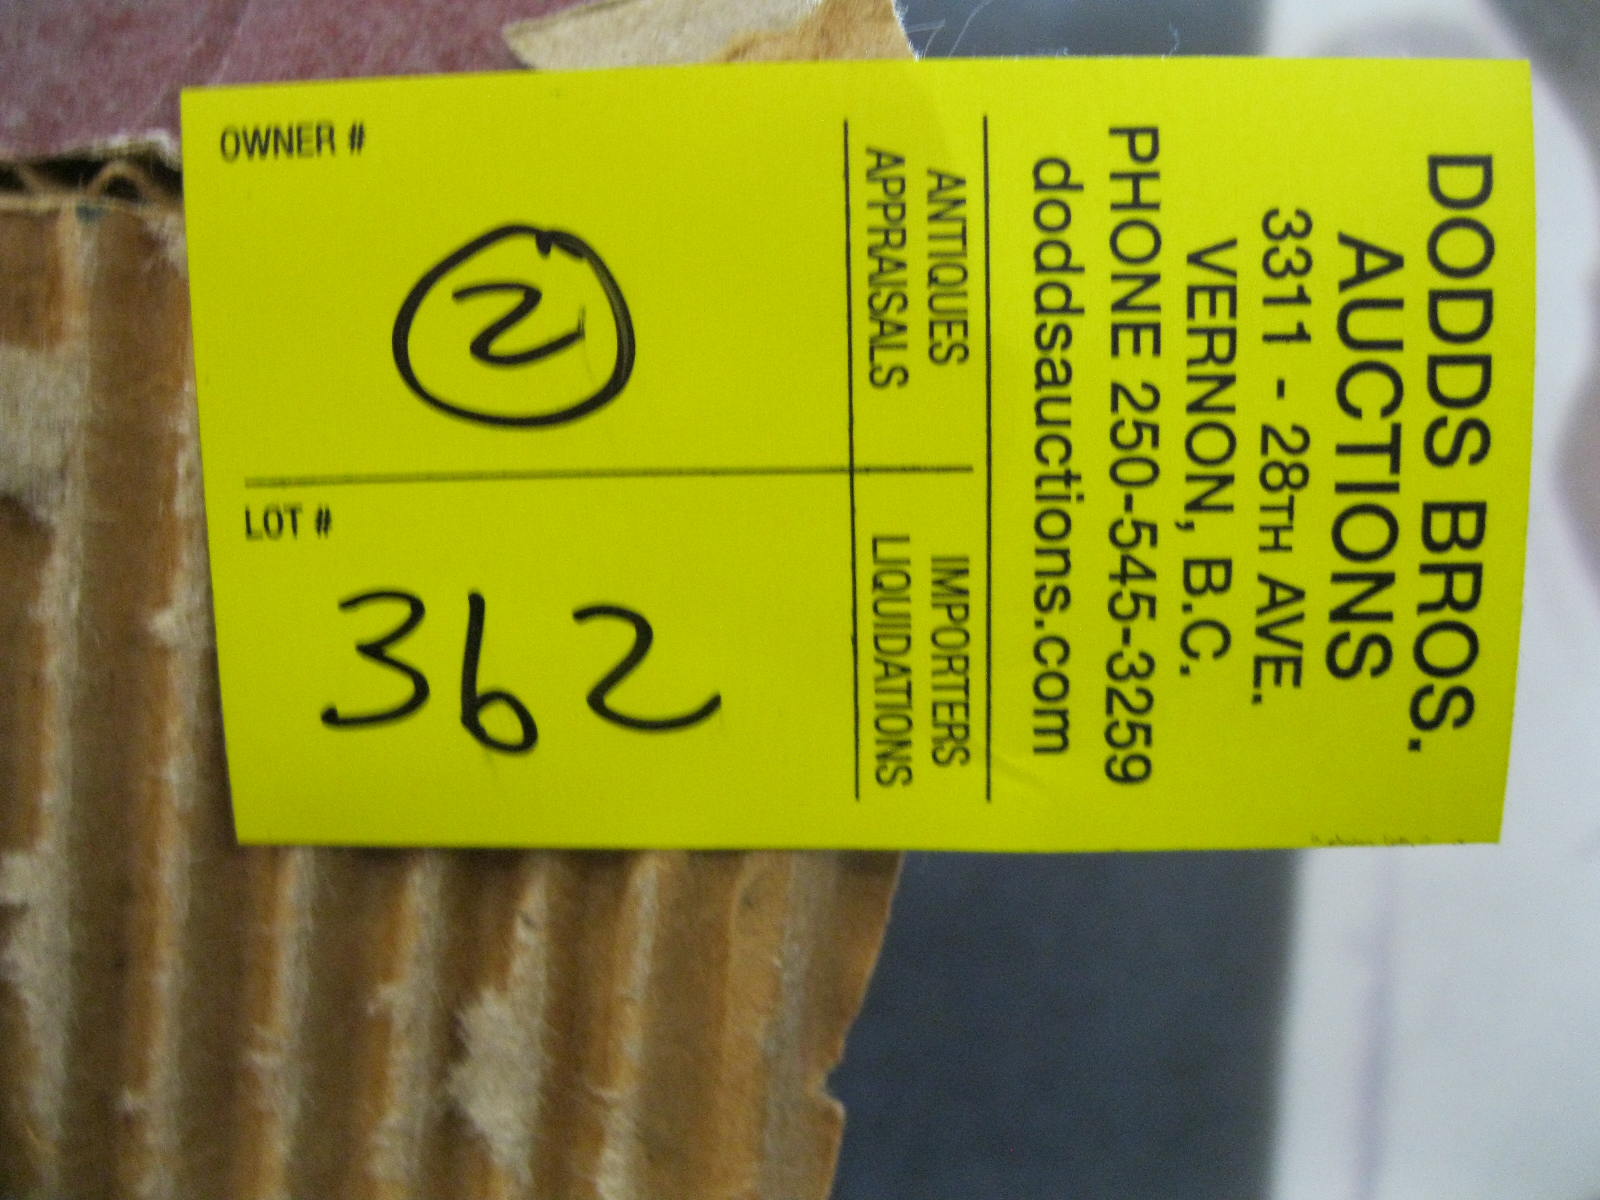 DODDS BROS.
AUCTIONS
3311 - 28TH AVE.
VERNON, B.C.
PHONE 250-545-3259
doddsauctions.com
ANTIQUES IMPORTERS
APPRAISALS LIQUIDATIONS
OWNER #
2
LOT #
362